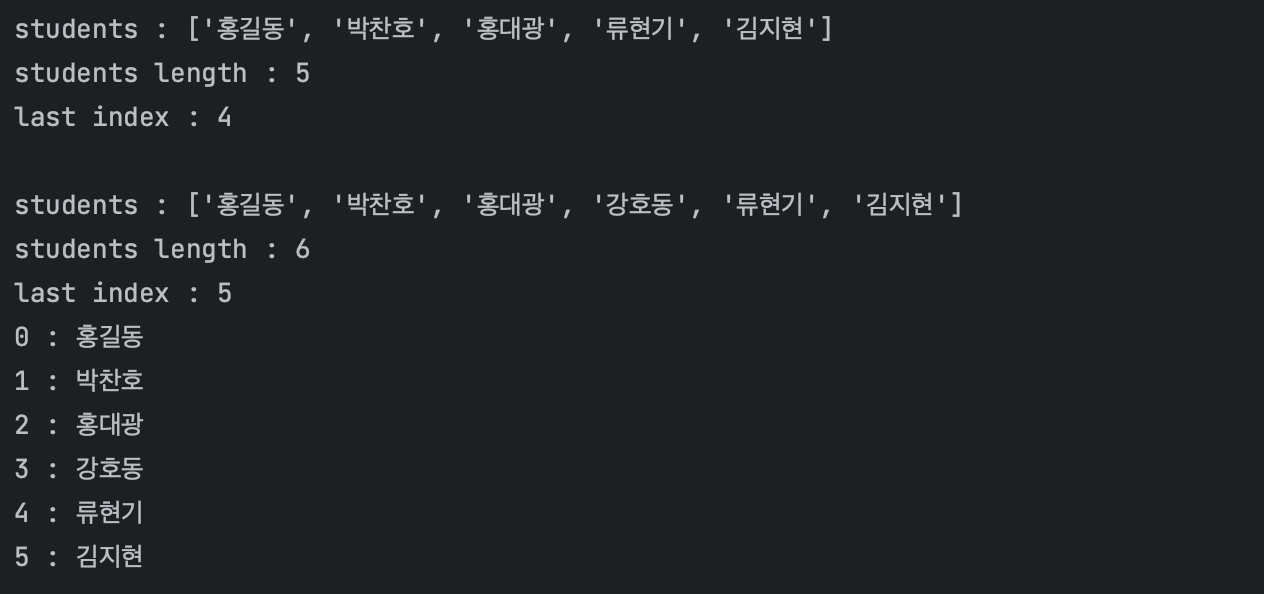 students : ['홍길동', '박찬호', '홍대광', '류현기', '김지현']
students length : 5
last index : 4
students : ['홍길동', '박찬호', '홍대광', '강호동', '류현기', '김지현']
students length : 6
last index : 5
0 : 홍길동
1 : 박찬호
2 : 홍대광
3 : 강호동
4 : 류현기
5 : 김지현